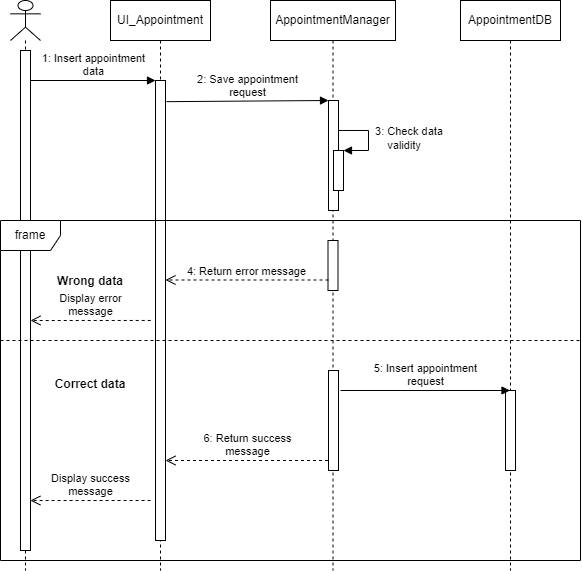 UI_Appointment
AppointmentManager
AppointmentDB
1: Insert appointment
data
2: Save appointment
request
3: Check data
validity
frame
4: Return error message
Wrong data
Display error
message
Correct data
5: Insert appointment
request
6: Return success
message
Display success
message